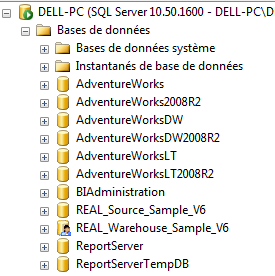 DELL-PC (SQL Server 10.50.1600 - DELL-PC\D
Bases de données
Bases de données système
Instantanés de base de données
AdventureWorks
AdventureWorks2008R2
AdventureWorksDW
AdventureWorksDW2008R2
AdventureWorksLT
AdventureWorksLT2008R2
BIAdministration
REAL_Source_Sample_V6
REAL_Warehouse_Sample_V6
ReportServer
ReportServerTempDB